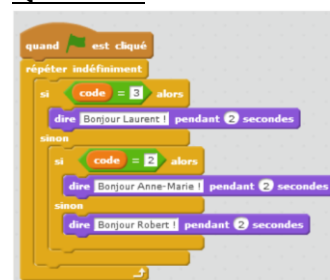 quand est cliqué
répéter indéfiniment
si code = 3 alors
dire Bonjour Laurent ! pendant 2 secondes
sinon
si code = 2 alors
dire Bonjour Anne-Marie ! pendant 2 secondes
sinon
dire Bonjour Robert ! pendant 2 secondes